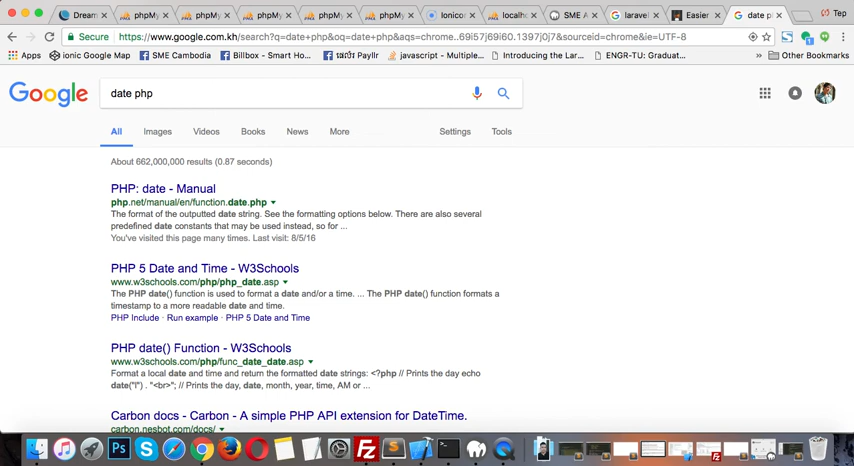 Dream
phpMy
phpMy
phpMy
phpMy
phpMy
Ionico
localho
SME A
laravel
Easier
date p
Tep
Secure
https://www.google.com.kh/search?q=date+php&oq=date+php&aqs=chrome..69i57j69i60.1397j0j7&sourceid=chrome&ie=UTF-8
Apps
ionic Google Map
SME Cambodia
Billbox - Smart Ho...
ផលរ៉េ Payllr
javascript - Multiple...
Introducing the Lar...
ENGR-TU: Graduat...
»
Other Bookmarks
Google
date php
All
Images
Videos
Books
News
More
Settings
Tools
About 662,000,000 results (0.87 seconds)
PHP: date - Manual
php.net/manual/en/function.date.php
The format of the outputted date string. See the formatting options below. There are also several
predefined date constants that may be used instead, so for ...
You've visited this page many times. Last visit: 8/5/16
PHP 5 Date and Time - W3Schools
www.w3schools.com/php/php_date.asp
The PHP date() function is used to format a date and/or a time. ... The PHP date() function formats a
timestamp to a more readable date and time.
PHP Include · Run example · PHP 5 Date and Time
PHP date() Function - W3Schools
www.w3schools.com/php/func_date_date.asp
Format a local date and time and return the formatted date strings: <?php // Prints the day echo
date("l") . "<br>"; // Prints the day, date, month, year, time, AM or ...
Carbon docs - Carbon - A simple PHP API extension for DateTime.
carbon.nesbot.com/docs/
Ps
Fz
S